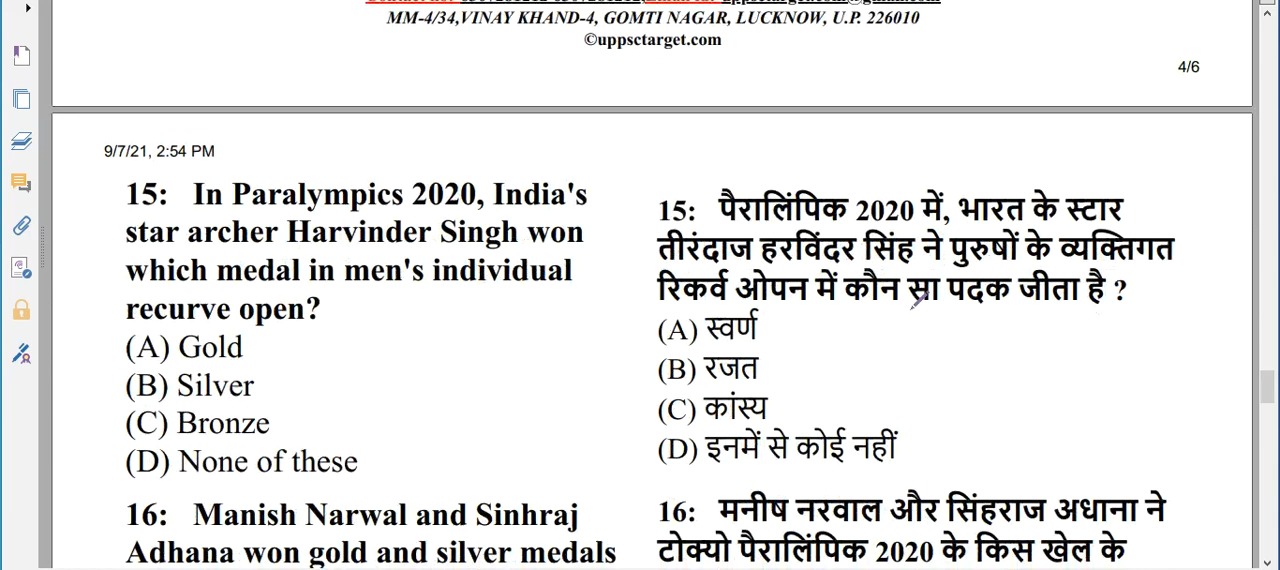 MM-4/34,VINAY KHAND-4, GOMTI NAGAR, LUCKNOW, U.P. 226010
©uppsctarget.com
4/6
9/7/21, 2:54 PM
15: In Paralympics 2020, India's
star archer Harvinder Singh won
which medal in men's individual
recurve open?
(A) Gold
(B) Silver
(C) Bronze
(D) None of these
16: Manish Narwal and Sinhraj
Adhana won gold and silver medals
15: पैरालिंपिक 2020 में, भारत के स्टार
तीरंदाज हरविंदर सिंह ने पुरुषों के व्यक्तिगत
रिकर्व ओपन में कौन सा पदक जीता है ?
(A) स्वर्ण
(B) रजत
(C) कांस्य
(D) इनमें से कोई नहीं
16: मनीष नरवाल और सिंहराज अधाना ने
टोक्यो पैरालिंपिक 2020 के किस खेल के